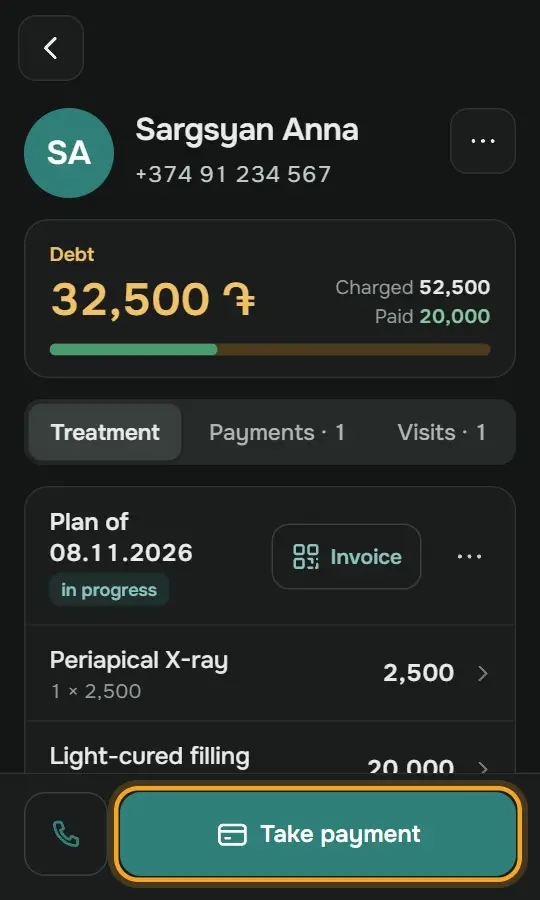 SA
Sargsyan Anna
+374 91 234 567
Debt
32,500 ֏
Charged 52,500
Paid 20,000
Treatment
Payments · 1
Visits · 1
Plan of
08.11.2026
in progress
Invoice
Periapical X-ray
1 × 2,500
2,500
Light-cured filling
20,000
Take payment